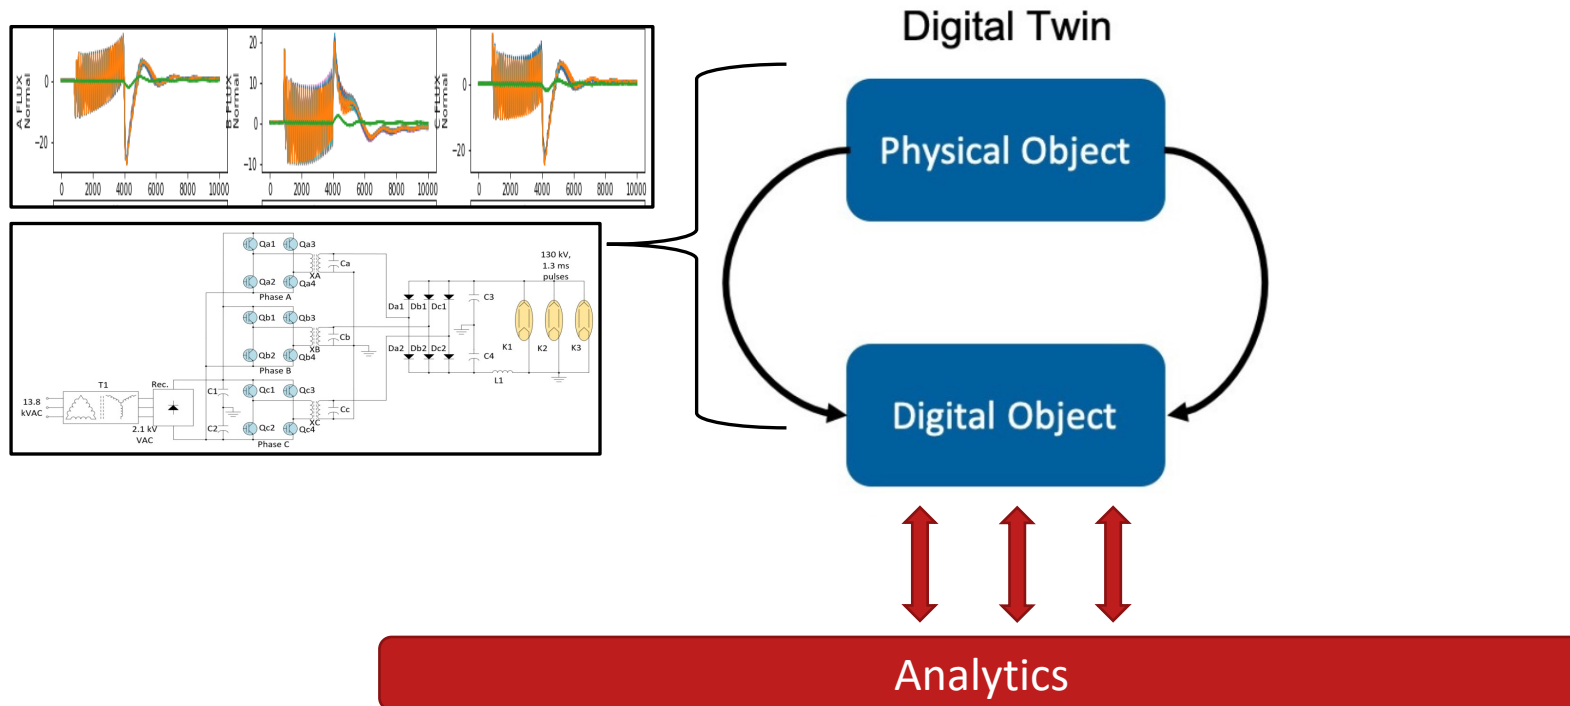 Digital Twin
A FLUX
Normal
0
−20
0
2000
4000
6000
8000
10000
B FLUX
Normal
20
10
0
−10
0
2000
4000
6000
8000
10000
C FLUX
Normal
0
−20
0
2000
4000
6000
8000
10000
Physical Object
Digital Object
Qa1
Qa3
Ca
XA
Qa2
Qa4
Phase A
Qb1
Qb3
Cb
XB
Qb2
Qb4
Phase B
T1
Rec.
C1
Qc1
Qc3
Cc
XC
13.8
kVAC
2.1 kV
VAC
C2
Qc2
Qc4
Phase C
130 kV,
1.3 ms
pulses
Da1
Db1
Dc1
C3
K1
K2
K3
Da2
Db2
Dc2
C4
L1
Analytics